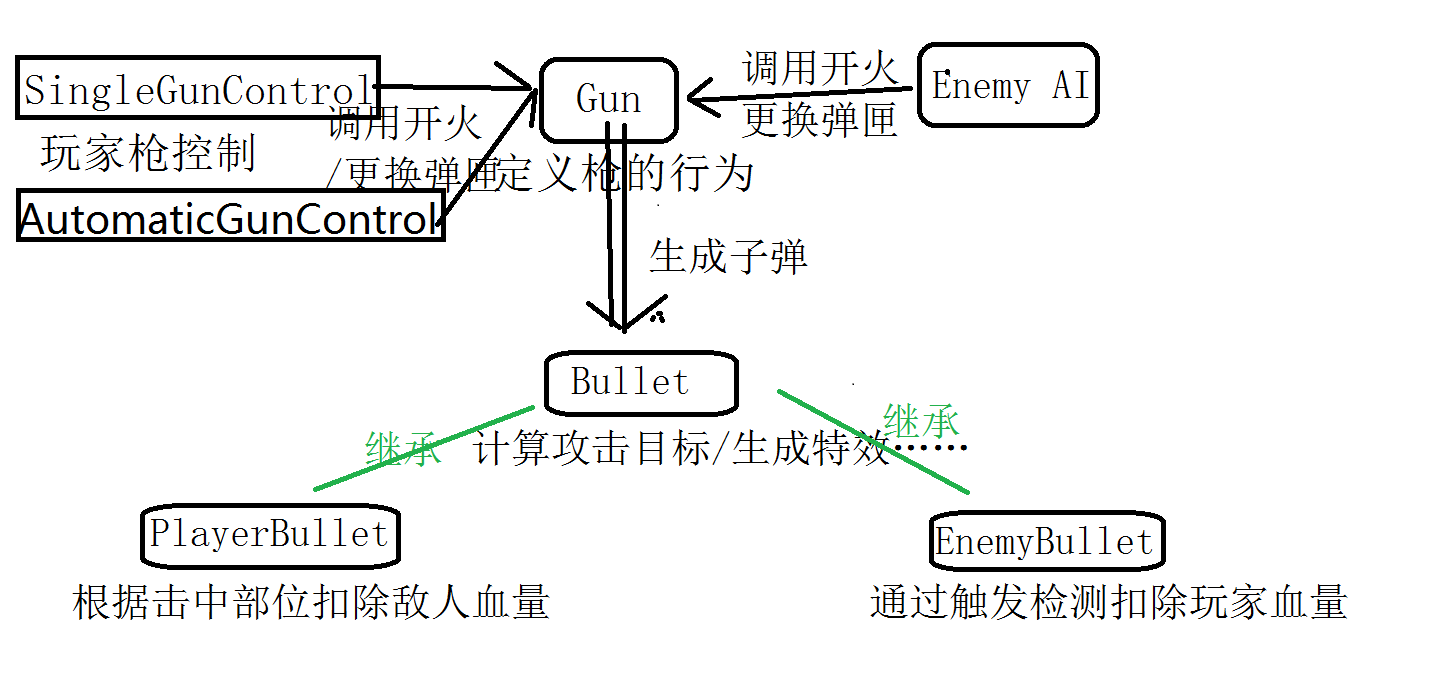 SingleGunControl
玩家枪控制
AutomaticGunControl
调用开火
/更换弹匣
Gun
定义枪的行为
调用开火
更换弹匣
Enemy AI
生成子弹
Bullet
计算攻击目标/生成特效……
继承
继承
PlayerBullet
根据击中部位扣除敌人血量
EnemyBullet
通过触发检测扣除玩家血量